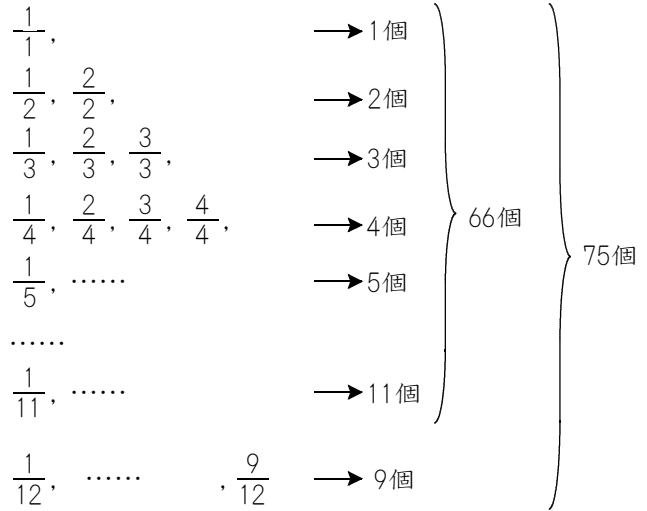 1/1, → 1個
1/2, 2/2, → 2個
1/3, 2/3, 3/3, → 3個
1/4, 2/4, 3/4, 4/4, → 4個
66個
75個
1/5, …… → 5個
……
1/11, …… → 11個
1/12, …… , 9/12 → 9個